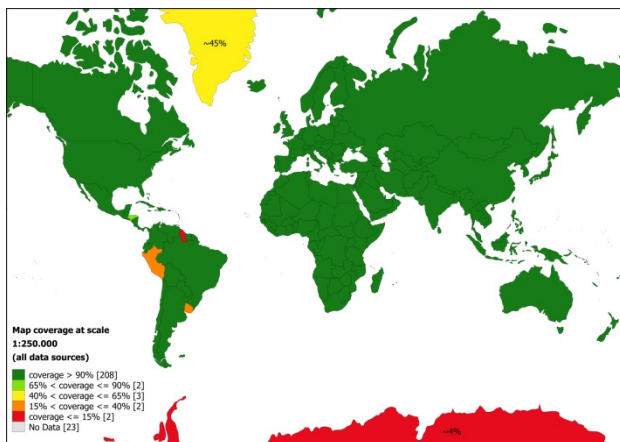 ~45%
Map coverage at scale
1:250.000
(all data sources)
coverage > 90% [208]
65% < coverage <= 90% [2]
40% < coverage <= 65% [3]
15% < coverage <= 40% [2]
coverage <= 15% [2]
No Data [23]
~4%